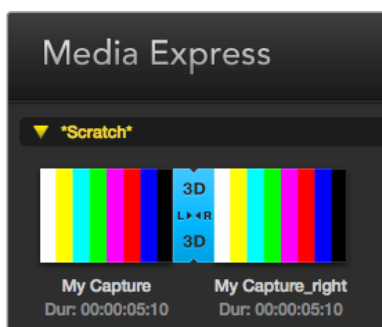 Media Express
*Scratch*
3D
L R
3D
My Capture My Capture_right
Dur: 00:00:05:10 Dur: 00:00:05:10